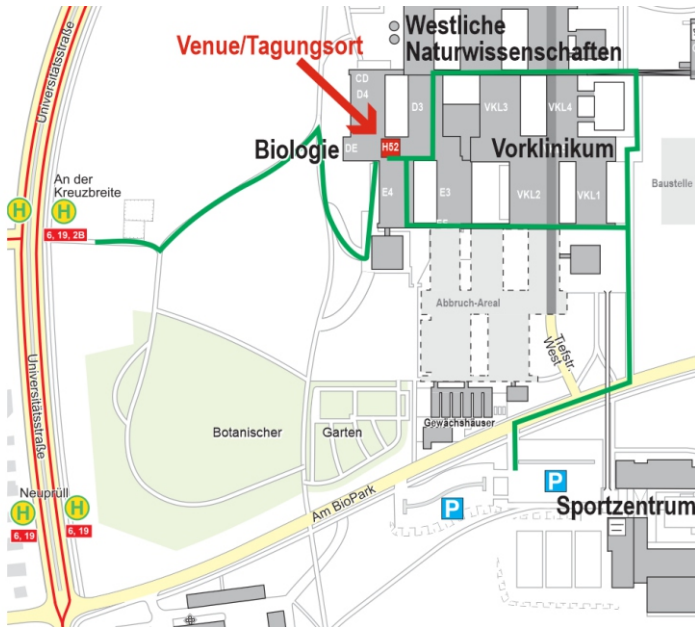 Universitätsstraße
Westliche
Naturwissenschaften
Venue/Tagungsort
CD
D4
D3
VKL3
VKL4
DE
H52
Biologie
Vorklinikum
An der
Kreuzbreite
H
H
6, 19, 2B
E4
E3
VKL2
VKL1
Baustelle
Abbruch-Areal
Tiefstr.
West
Universitätsstraße
Botanischer
Garten
Gewächshäuser
Am BioPark
Neuprüll
H
H
6, 19
6, 19
P
P
Sportzentrum